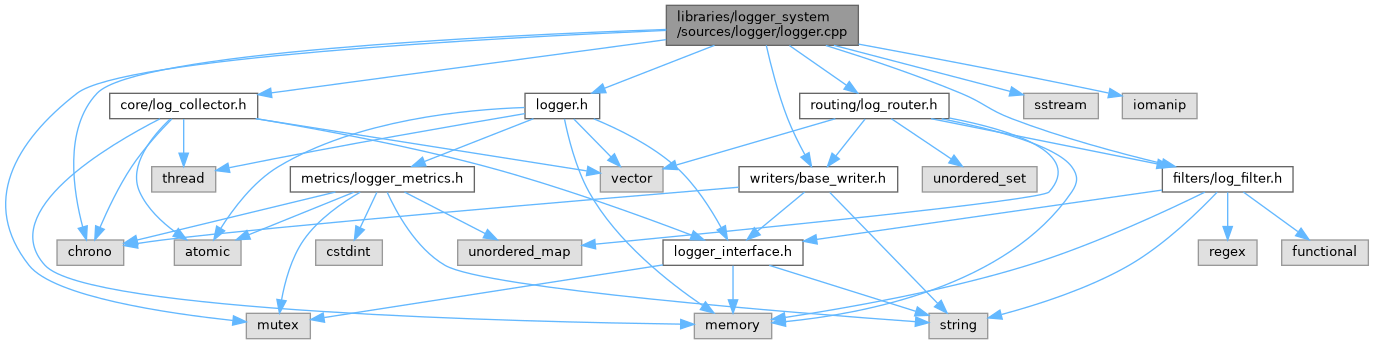 libraries/logger_system
/sources/logger/logger.cpp
core/log_collector.h
logger.h
routing/log_router.h
sstream
iomanip
thread
metrics/logger_metrics.h
vector
writers/base_writer.h
unordered_set
filters/log_filter.h
chrono
atomic
cstdint
unordered_map
logger_interface.h
regex
functional
mutex
memory
string